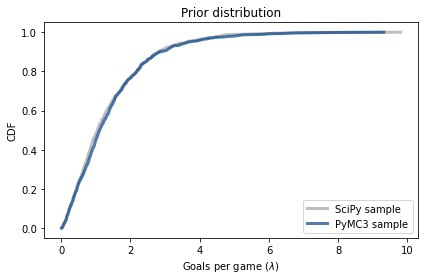 Prior distribution
CDF
1.0
0.8
0.6
0.4
0.2
0.0
SciPy sample
PyMC3 sample
0 2 4 6 8 10
Goals per game (λ)